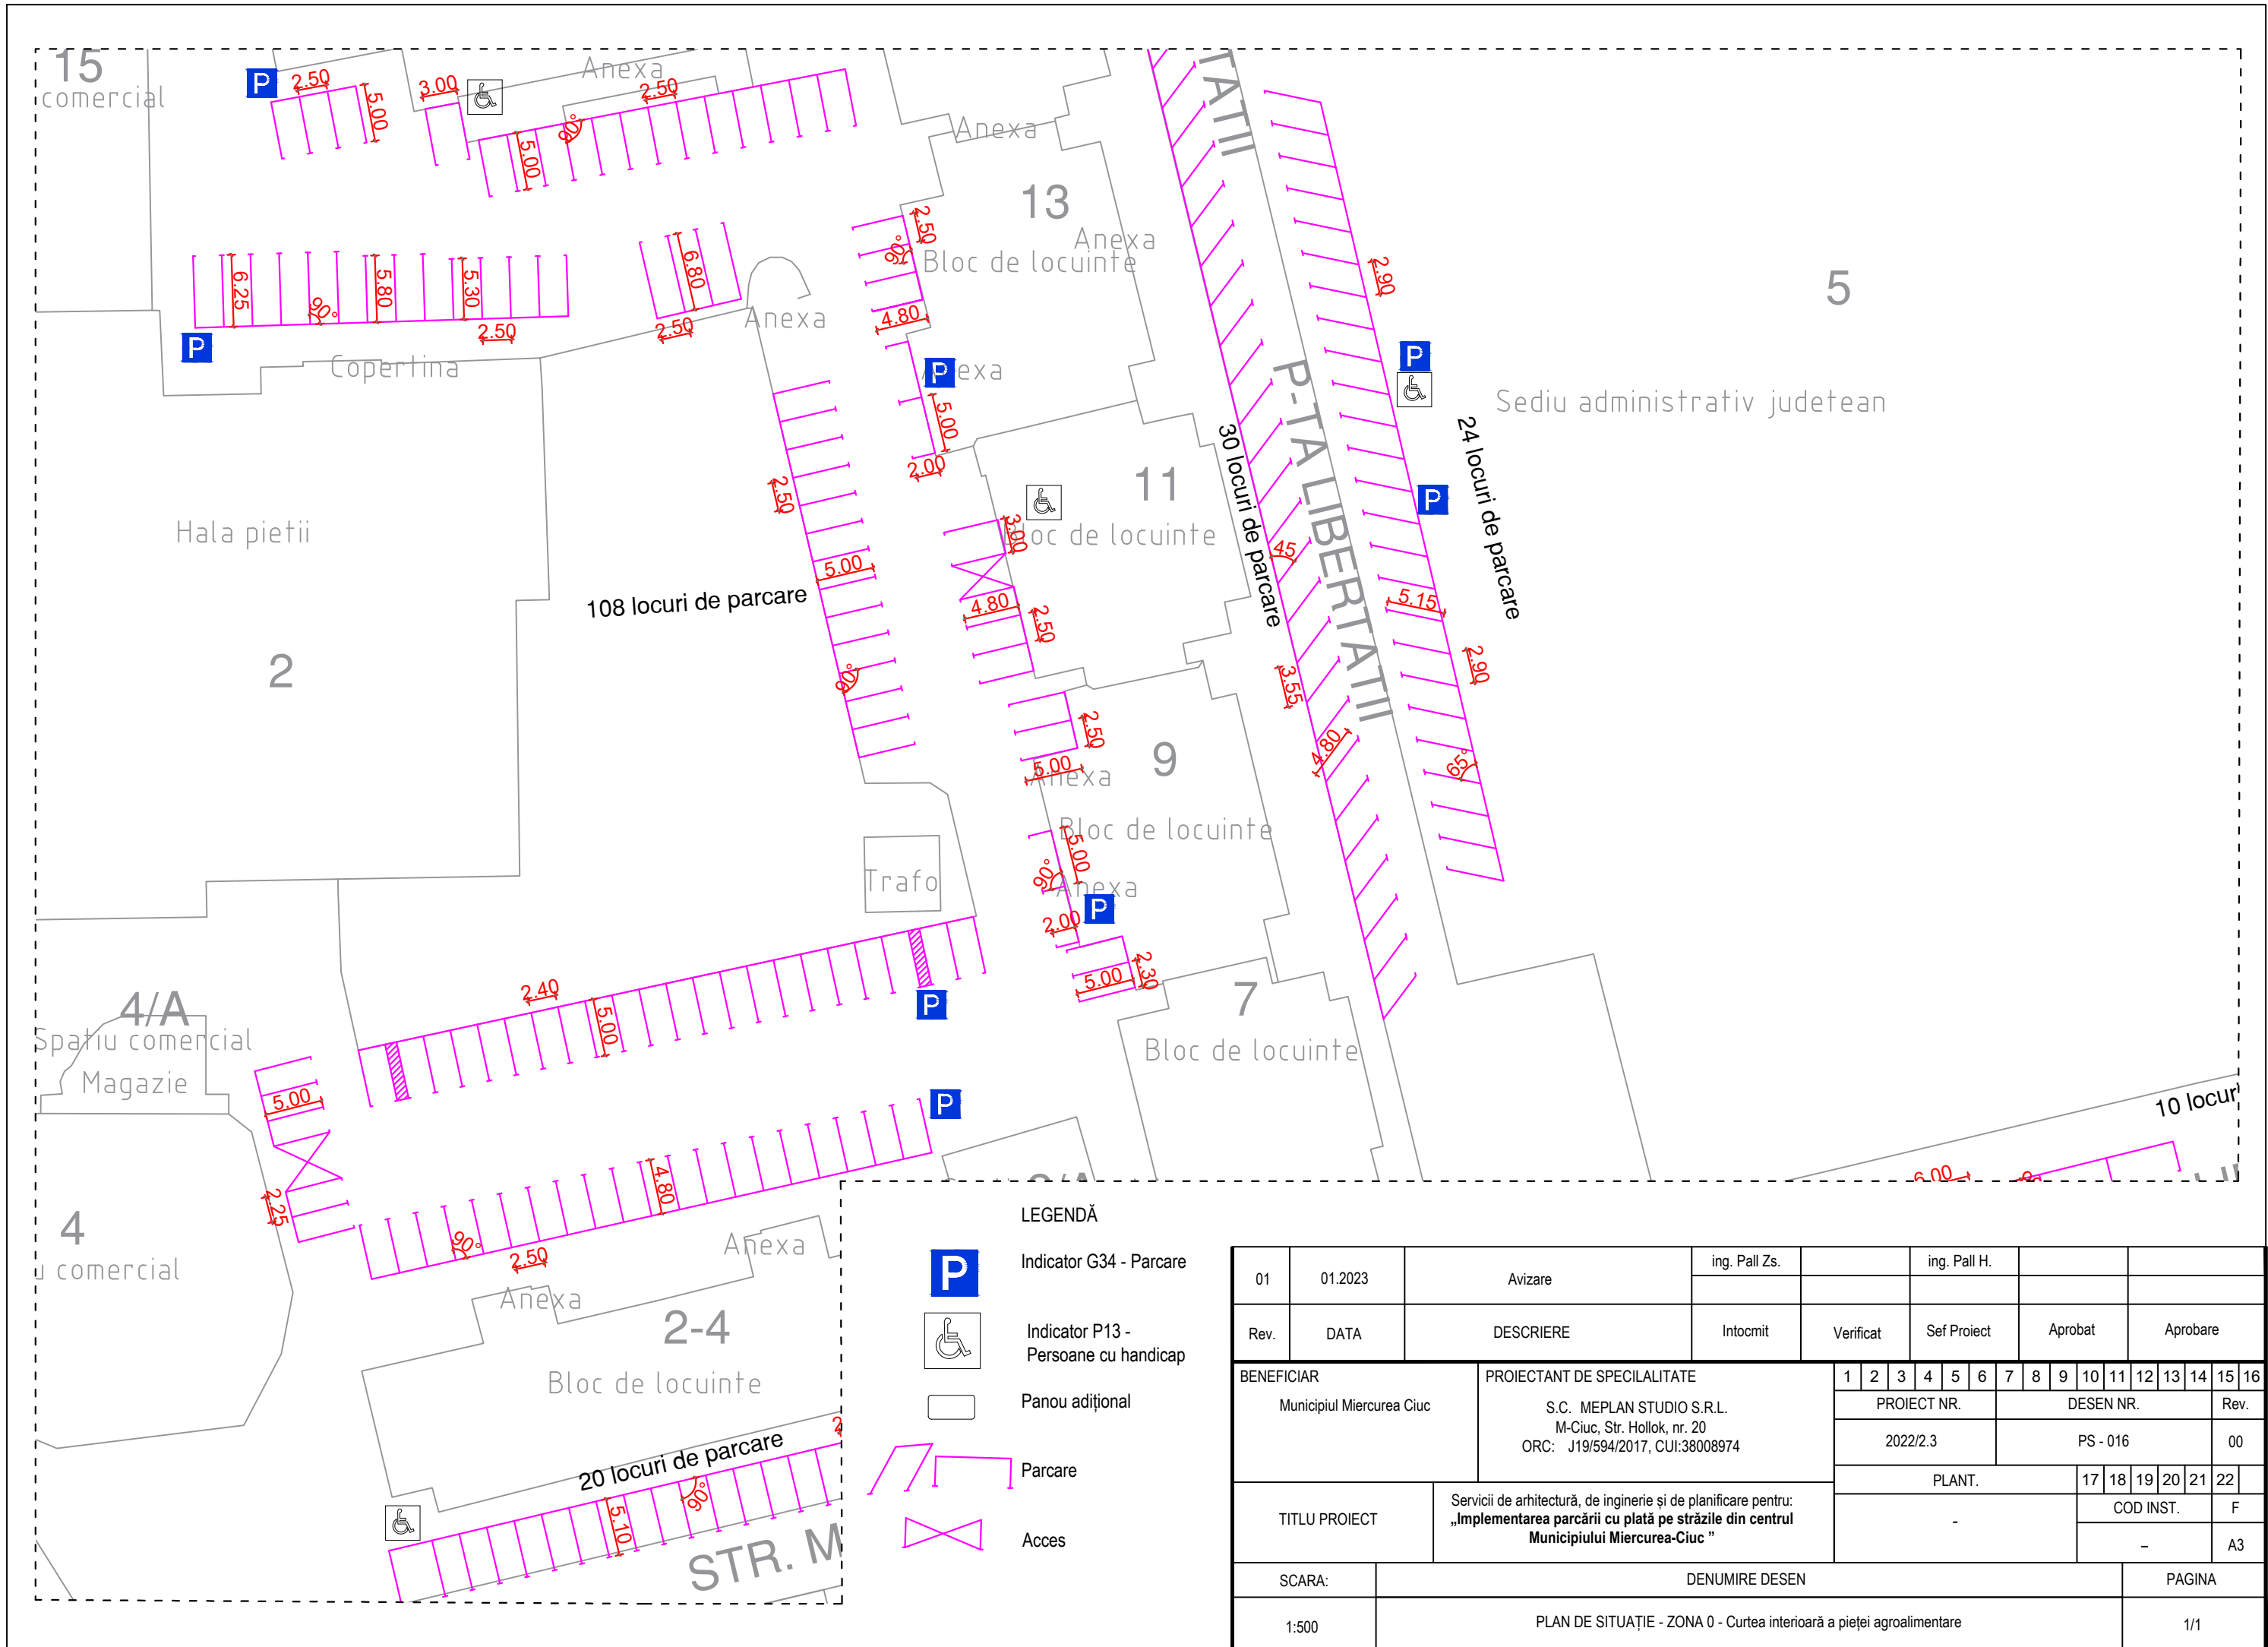 15
comercial
P
2.50
5.00
3.00
Anexa
2.50
90°
5.00
Anexa
13
Anexa
Bloc de locuinte
2.50
90°
4.80
TATII
2.90
5
6.25
90°
5.80
5.30
2.50
6.80
2.50
Anexa
P
Copertina
P
5.00
2.00
P
Sediu administrativ judetean
P-TA LIBERTATII
30 locuri de parcare
24 locuri de parcare
P
Hala pietii
2
108 locuri de parcare
2.50
5.00
90°
11
3.00
4.80
2.50
45
5.15
2.90
3.55
4.80
65°
2.50
9
5.00
Anexa
Bloc de locuinte
5.00
90°
Anexa
P
2.00
5.00
2.30
Trafo
7
Bloc de locuinte
4/A
Spatiu comercial
Magazie
2.40
5.00
P
P
5.00
2.25
4
comercial
90°
2.50
4.80
Anexa
Anexa
2-4
Bloc de locuinte
20 locuri de parcare
5.10
90°
STR. M
10 locur
6.00
LEGENDĂ
P
Indicator G34 - Parcare
Indicator P13 -
Persoane cu handicap
Panou adițional
Parcare
Acces
01 01.2023 Avizare ing. Pall Zs. ing. Pall H.
Rev. DATA DESCRIERE Intocmit Verificat Sef Proiect Aprobat Aprobare
BENEFICIAR
Municipiul Miercurea Ciuc
PROIECTANT DE SPECILALITATE
S.C. MEPLAN STUDIO S.R.L.
M-Ciuc, Str. Hollok, nr. 20
ORC: J19/594/2017, CUI:38008974
1 2 3 4 5 6 7 8 9 10 11 12 13 14 15 16
PROIECT NR. DESEN NR. Rev.
2022/2.3 PS - 016 00
PLANT. 17 18 19 20 21 22
COD INST. F
- – A3
TITLU PROIECT
Servicii de arhitectură, de inginerie și de planificare pentru:
„Implementarea parcării cu plată pe străzile din centrul
Municipiului Miercurea-Ciuc ”
SCARA: DENUMIRE DESEN PAGINA
1:500 PLAN DE SITUAȚIE - ZONA 0 - Curtea interioară a pieței agroalimentare 1/1